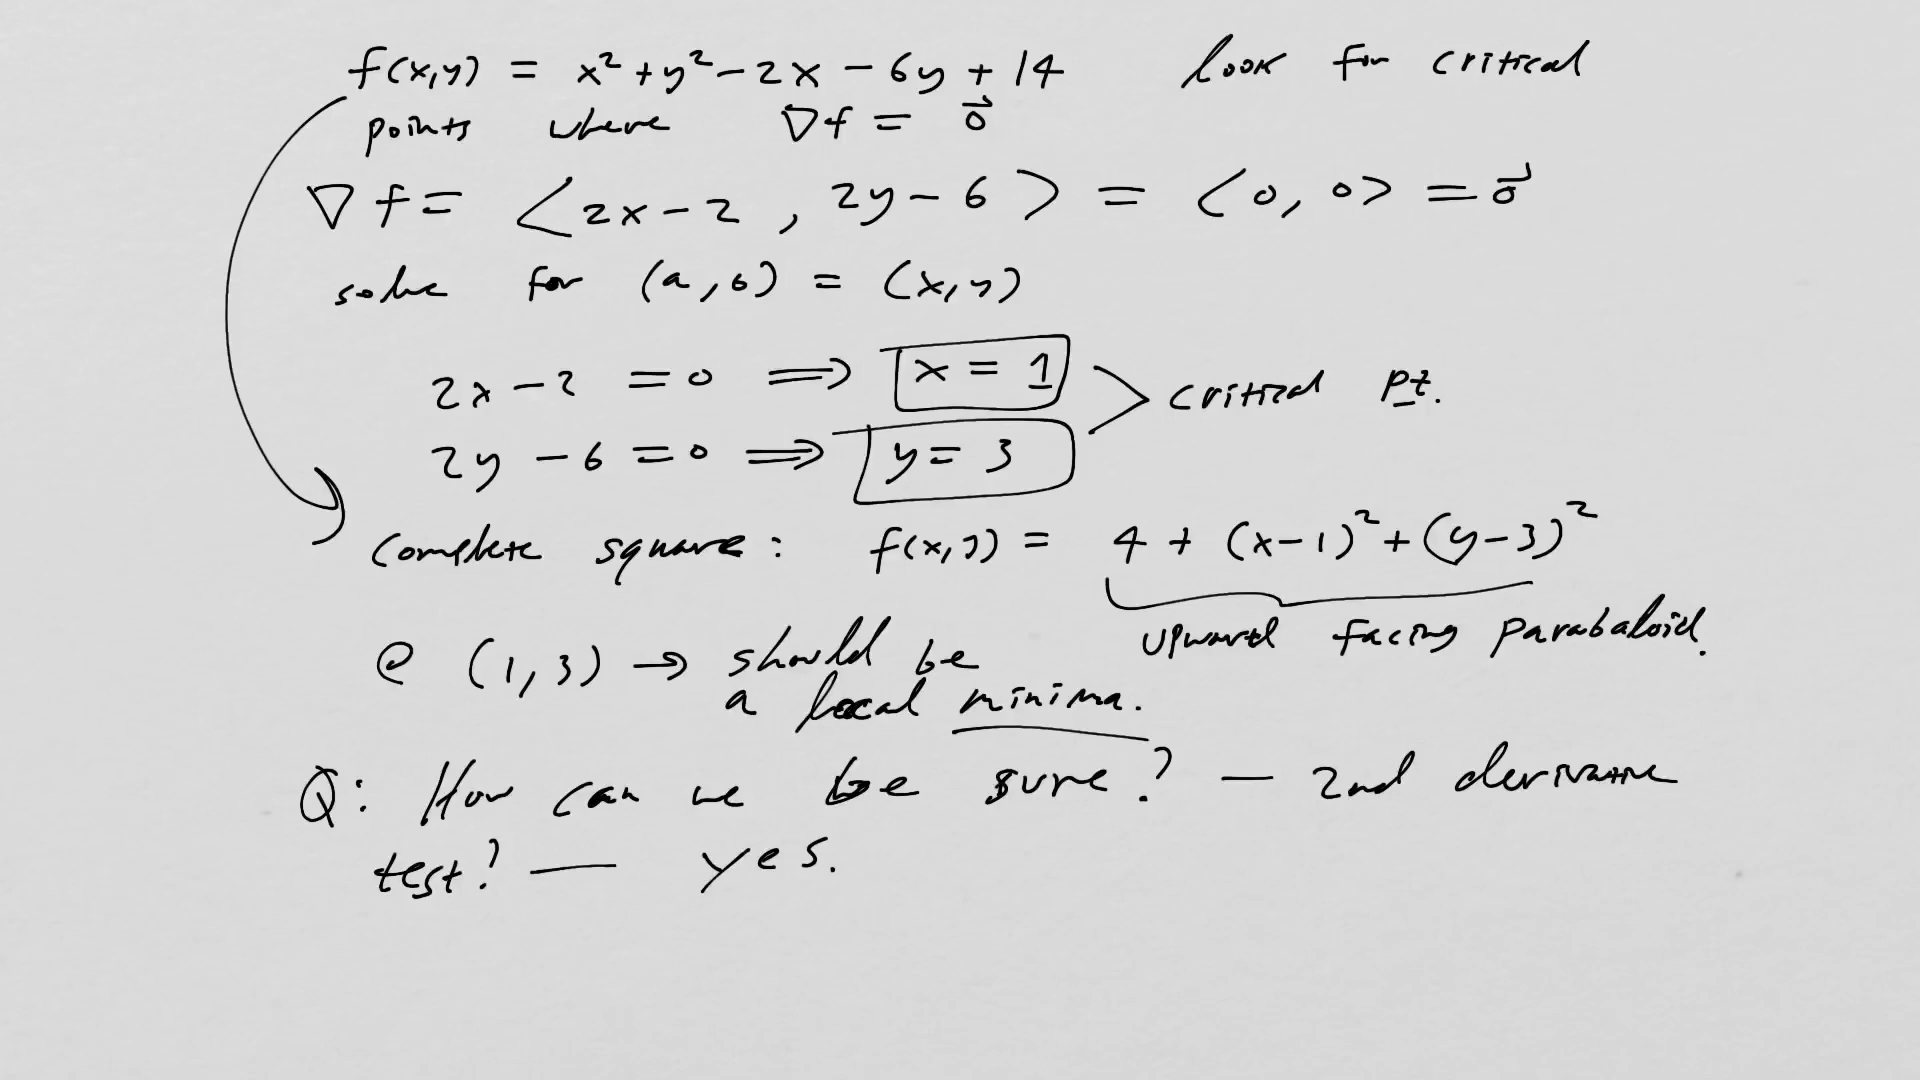 f(x,y) = x² + y² - 2x - 6y + 14 look for critical
points where ∇f = 0⃗
∇f = <2x-2, 2y-6> = <0,0> = 0⃗
solve for (a,b) = (x,y)
2x-2 = 0 ⟹ x = 1
2y - 6 = 0 ⟹ y = 3
> critical pt.
complete square: f(x,y) = 4 + (x-1)² + (y-3)²
upward facing parabaloid.
@ (1,3) → should be
a local minima.
Q: How can we be sure? — 2nd derivative
test? — yes.